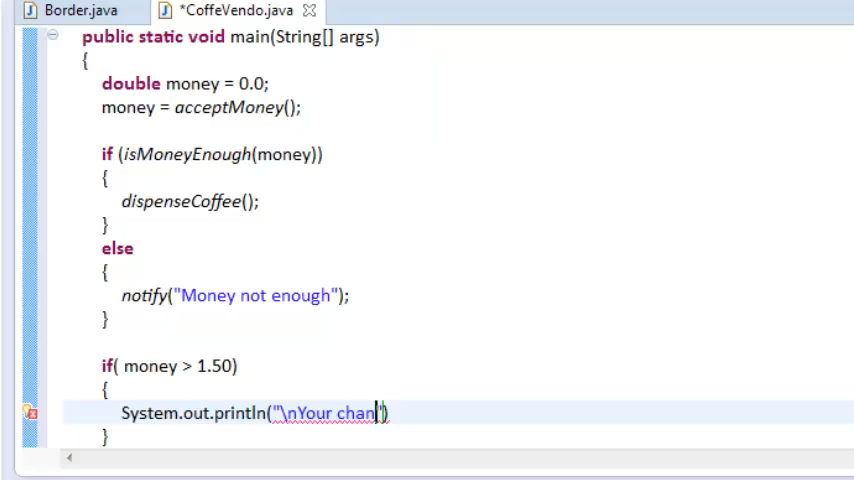 Border.java *CoffeVendo.java
public static void main(String[] args)
{
double money = 0.0;
money = acceptMoney();
if (isMoneyEnough(money))
{
dispenseCoffee();
}
else
{
notify("Money not enough");
}
if( money > 1.50)
{
System.out.println("\nYour chan")
}